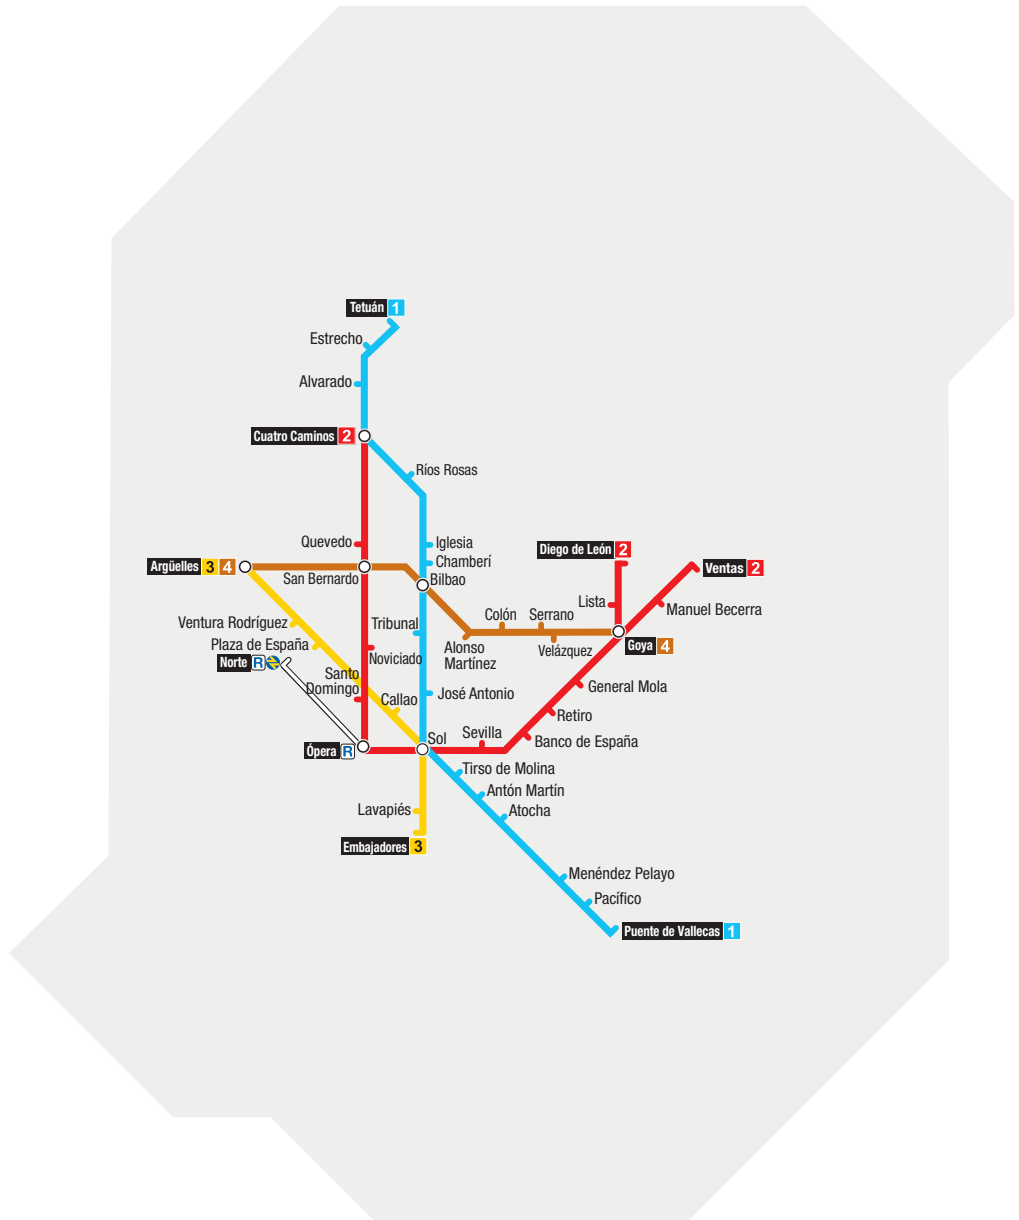 Tetuán 1
Estrecho
Alvarado
Cuatro Caminos 2
Ríos Rosas
Quevedo
Iglesia
Diego de León 2
Chamberí
Argüelles 3 4
Ventas 2
San Bernardo
Bilbao
Lista
Manuel Becerra
Colón
Serrano
Ventura Rodríguez
Tribunal
Plaza de España
Alonso
Martínez
Velázquez
Goya 4
Norte R
Noviciado
Santo
Domingo
General Mola
José Antonio
Callao
Retiro
Sol
Sevilla
Banco de España
Ópera R
Tirso de Molina
Antón Martín
Lavapiés
Atocha
Embajadores 3
Menéndez Pelayo
Pacífico
Puente de Vallecas 1